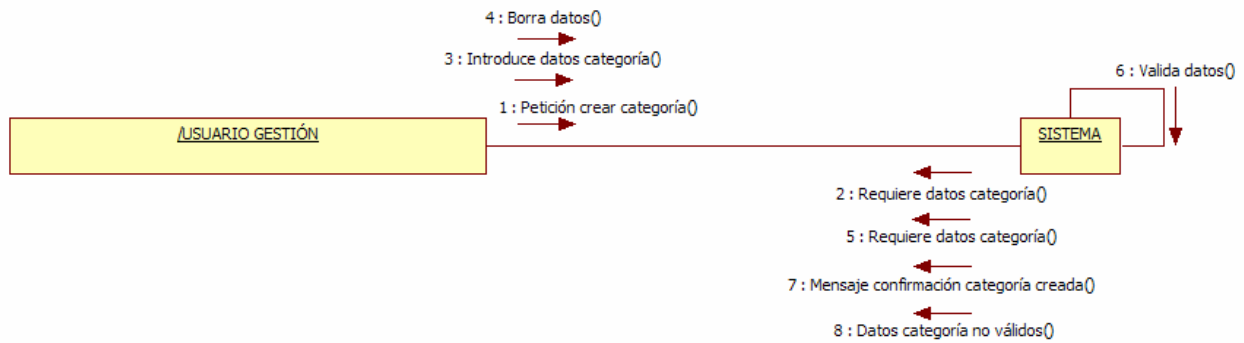 4 : Borra datos()
3 : Introduce datos categoría()
6 : Valida datos()
1 : Petición crear categoría()
/USUARIO GESTIÓN
SISTEMA
2 : Requiere datos categoría()
5 : Requiere datos categoría()
7 : Mensaje confirmación categoría creada()
8 : Datos categoría no válidos()